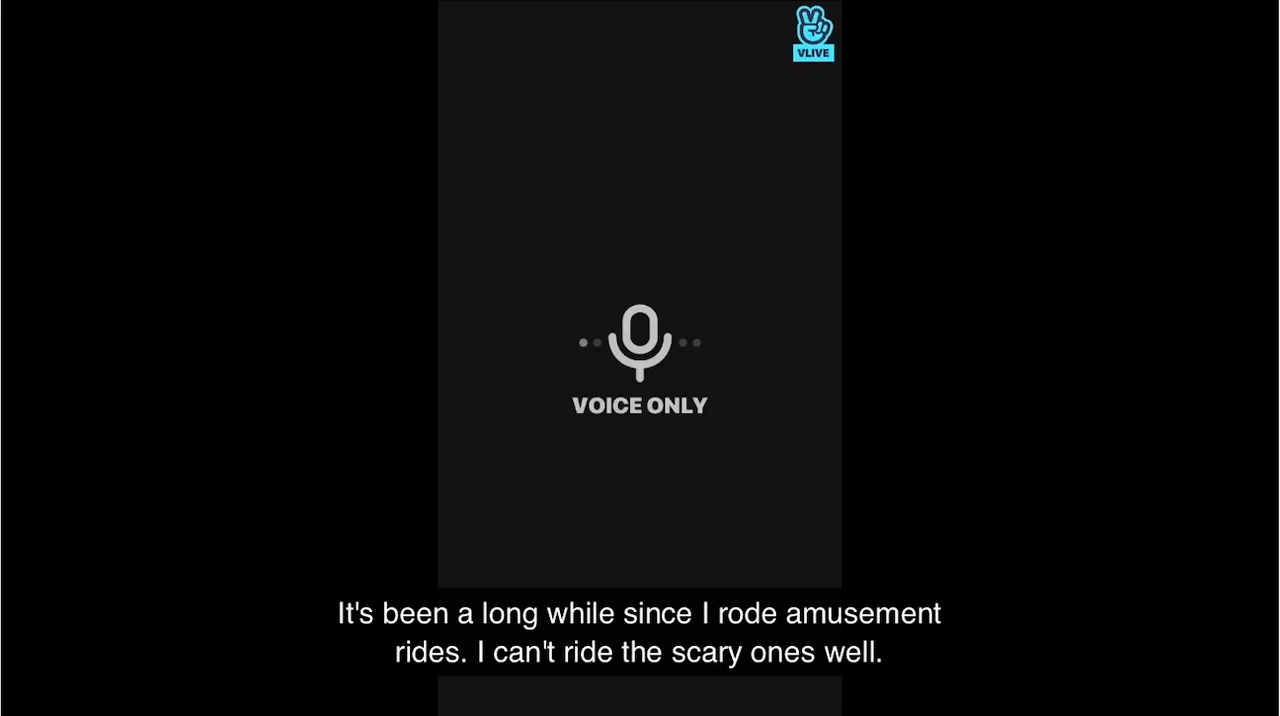 VLIVE
VOICE ONLY
It's been a long while since I rode amusement
rides. I can't ride the scary ones well.